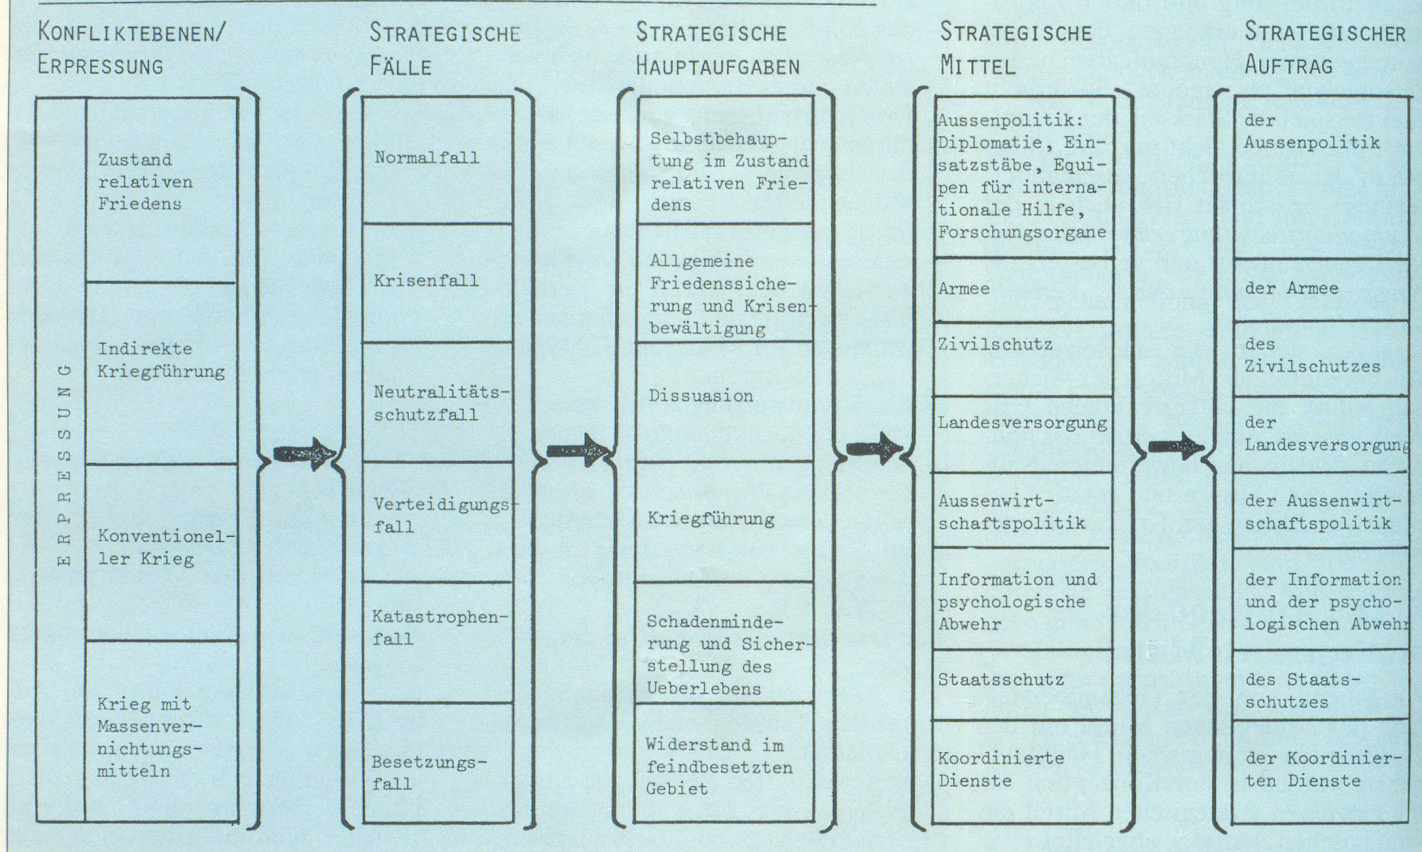 KONFLIKTEBENEN/
ERPRESSUNG
ERPRESSUNG
Zustand
relativen
Friedens
Indirekte
Kriegführung
Konventionel-
ler Krieg
Krieg mit
Massenver-
nichtungs-
mitteln
STRATEGISCHE
FÄLLE
Normalfall
Krisenfall
Neutralitäts-
schutzfall
Verteidigungs-
fall
Katastrophen-
fall
Besetzungs-
fall
STRATEGISCHE
HAUPTAUFGABEN
Selbstbehaup-
tung im Zustand
relativen Frie-
dens
Allgemeine
Friedenssiche-
rung und Krisen-
bewältigung
Dissuasion
Kriegführung
Schadenminde-
rung und Sicher-
stellung des
Ueberlebens
Widerstand im
feindbesetzten
Gebiet
STRATEGISCHE
MITTEL
Aussenpolitik:
Diplomatie, Ein-
satzstäbe, Equi-
pen für interna-
tionale Hilfe,
Forschungsorgane
Armee
Zivilschutz
Landesversorgung
Aussenwirt-
schaftspolitik
Information und
psychologische
Abwehr
Staatsschutz
Koordinierte
Dienste
STRATEGISCHER
AUFTRAG
der
Aussenpolitik
der Armee
des
Zivilschutzes
der
Landesversorgung
der Aussenwirt-
schaftspolitik
der Information
und der psycho-
logischen Abwehr
des Staats-
schutzes
der Koordinier-
ten Dienste